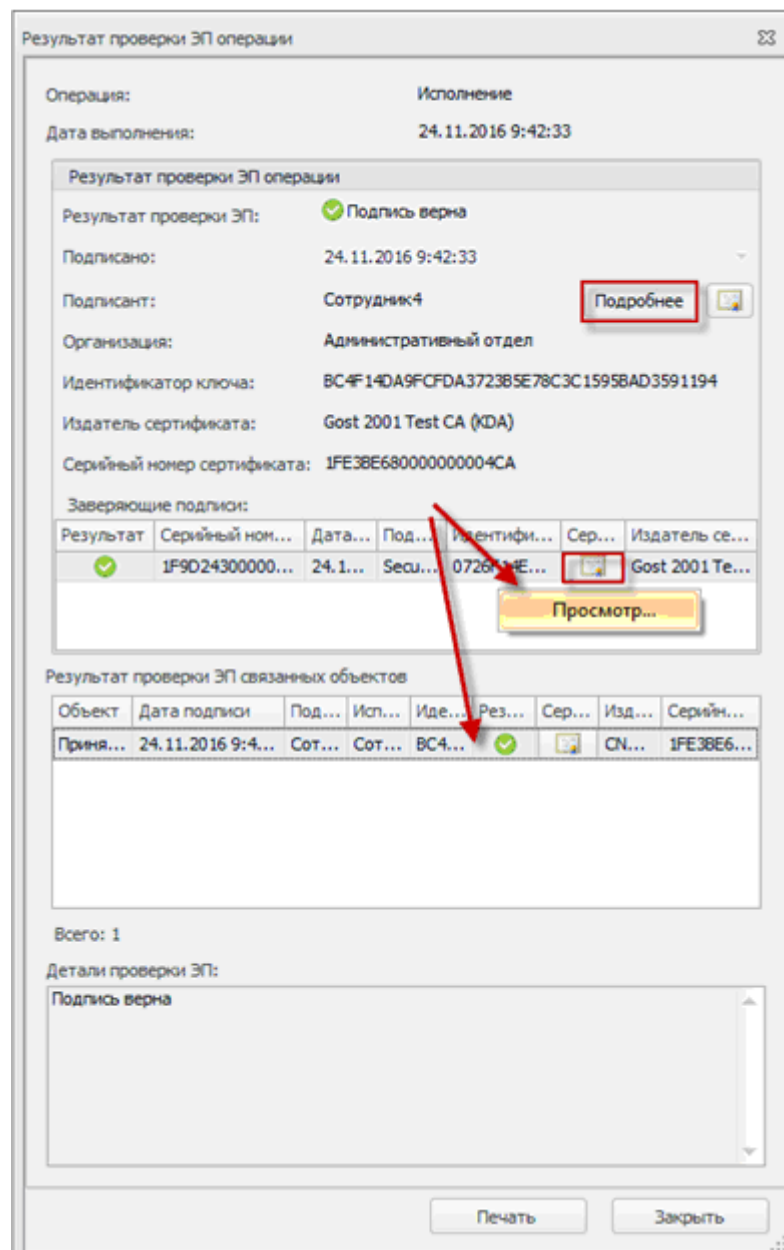 Результат проверки ЭП операции
Операция: Исполнение
Дата выполнения: 24.11.2016 9:42:33
Результат проверки ЭП операции
Результат проверки ЭП: Подпись верна
Подписано: 24.11.2016 9:42:33
Подписант: Сотрудник4 Подробнее
Организация: Административный отдел
Идентификатор ключа: BC4F14DA9FCFDA3723B5E78C3C1595BAD3591194
Издатель сертификата: Gost 2001 Test CA (KDA)
Серийный номер сертификата: 1FE3BE680000000004CA
Заверяющие подписи:
Результат Серийный ном... Дата... Под... Идентифи... Сер... Издатель се...
1F9D24300000... 24.1... Secu... 0726F14E... Gost 2001 Te...
Просмотр...
Результат проверки ЭП связанных объектов
Объект Дата подписи Под... Исп... Иде... Рез... Сер... Изд... Серийн...
Приня... 24.11.2016 9:4... Сот... Сот... BC4... CN... 1FE3BE6...
Всего: 1
Детали проверки ЭП:
Подпись верна
Печать Закрыть